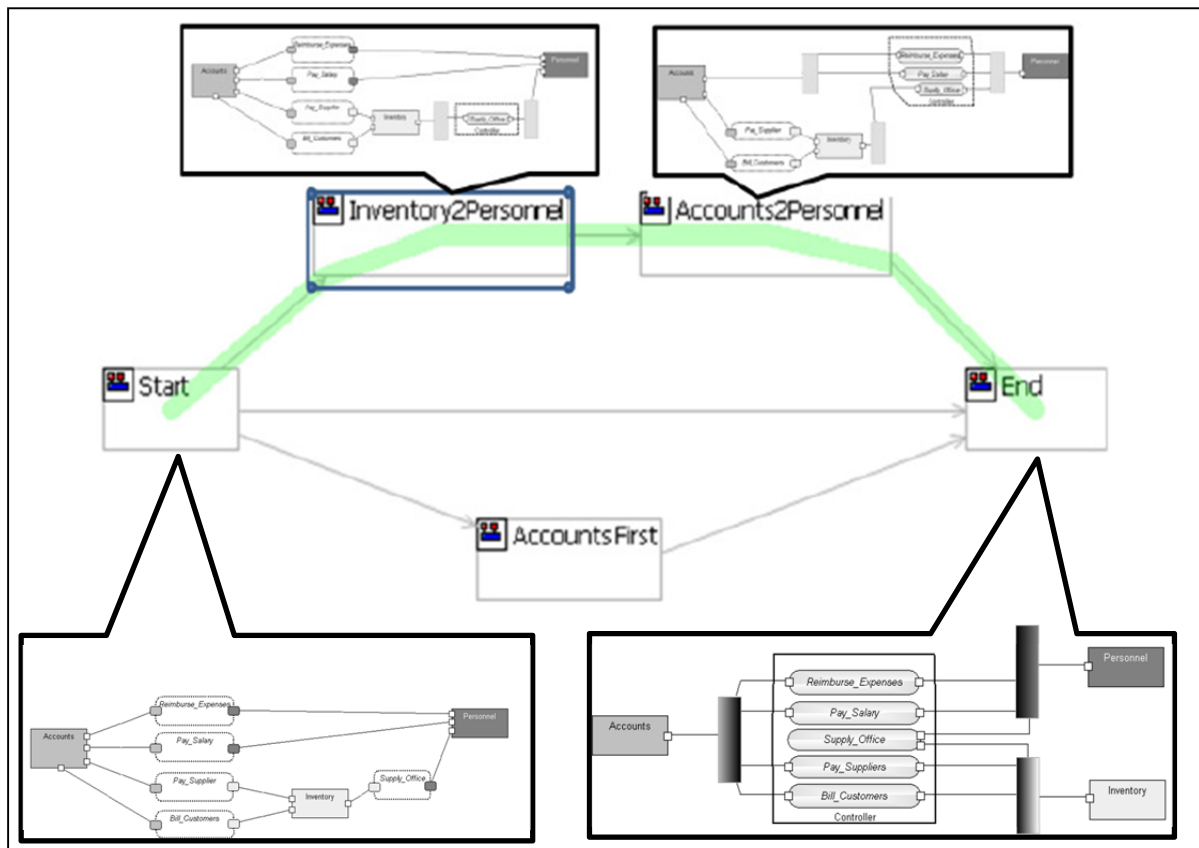 Reimburse_Expenses
Accounts
Pay_Salary
Pay_Supplier
Bill_Customers
Inventory
Supply_Office
Controller
Personnel
Reimburse_Expenses
Accounts
Pay_Salary
Supply_Office
Controller
Personnel
Pay_Supplier
Inventory
Bill_Customers
Inventory2Personnel
Accounts2Personnel
Start
End
AccountsFirst
Reimburse_Expenses
Accounts
Pay_Salary
Personnel
Pay_Supplier
Supply_Office
Inventory
Bill_Customers
Personnel
Reimburse_Expenses
Pay_Salary
Accounts
Supply_Office
Pay_Suppliers
Inventory
Bill_Customers
Controller